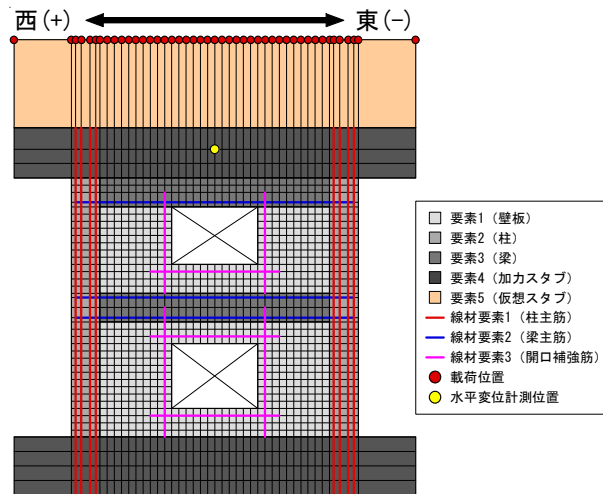 西(+)
東(-)
要素1(壁板)
要素2(柱)
要素3(梁)
要素4(加力スタブ)
要素5(仮想スタブ)
線材要素1(柱主筋)
線材要素2(梁主筋)
線材要素3(開口補強筋)
載荷位置
水平変位計測位置